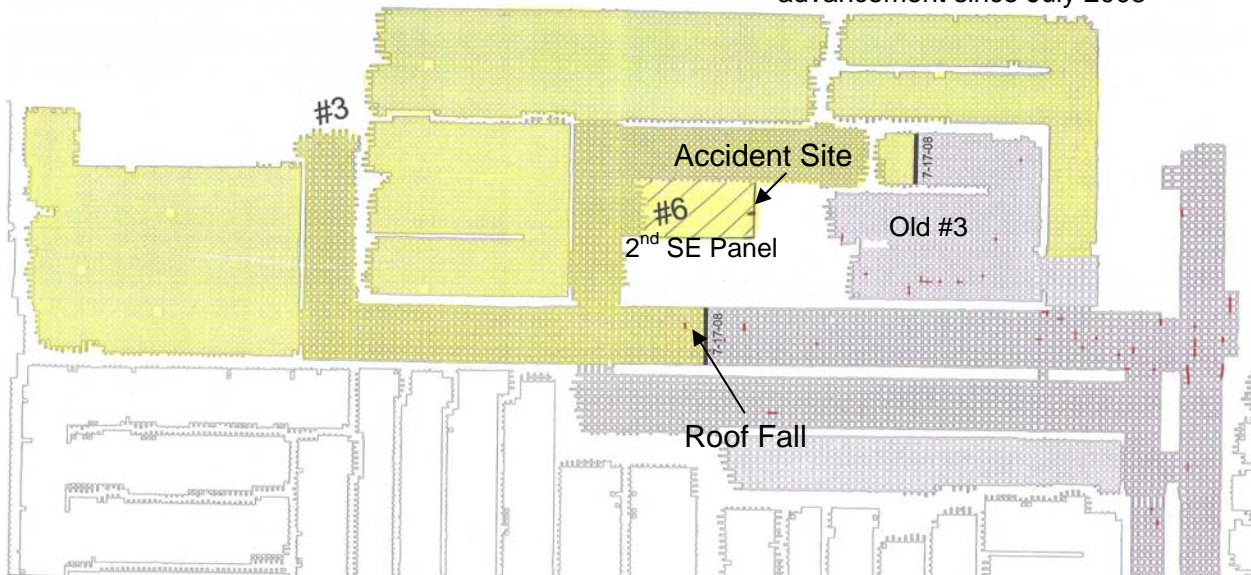 advancement since July 2008
#3
7-17-08
Accident Site
#6
Old #3
2nd SE Panel
7-17-08
Roof Fall